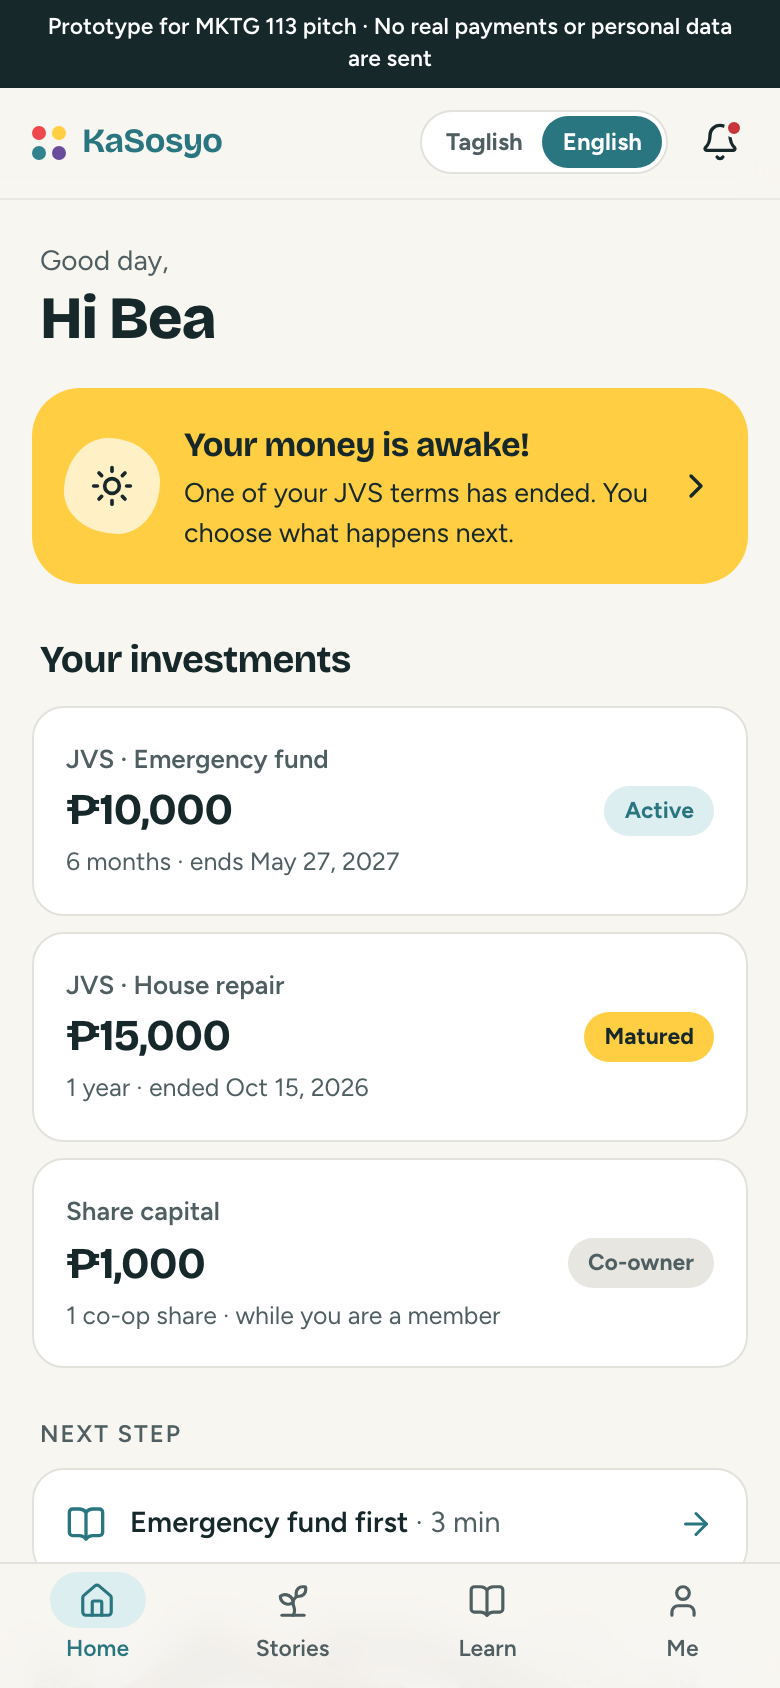 Prototype for MKTG 113 pitch · No real payments or personal data
are sent
KaSosyo
Taglish
English
Good day,
Hi Bea
Your money is awake!
One of your JVS terms has ended. You
choose what happens next.
Your investments
JVS · Emergency fund
₱10,000
Active
6 months · ends May 27, 2027
JVS · House repair
₱15,000
Matured
1 year · ended Oct 15, 2026
Share capital
₱1,000
Co-owner
1 co-op share · while you are a member
NEXT STEP
Emergency fund first · 3 min
Home
Stories
Learn
Me